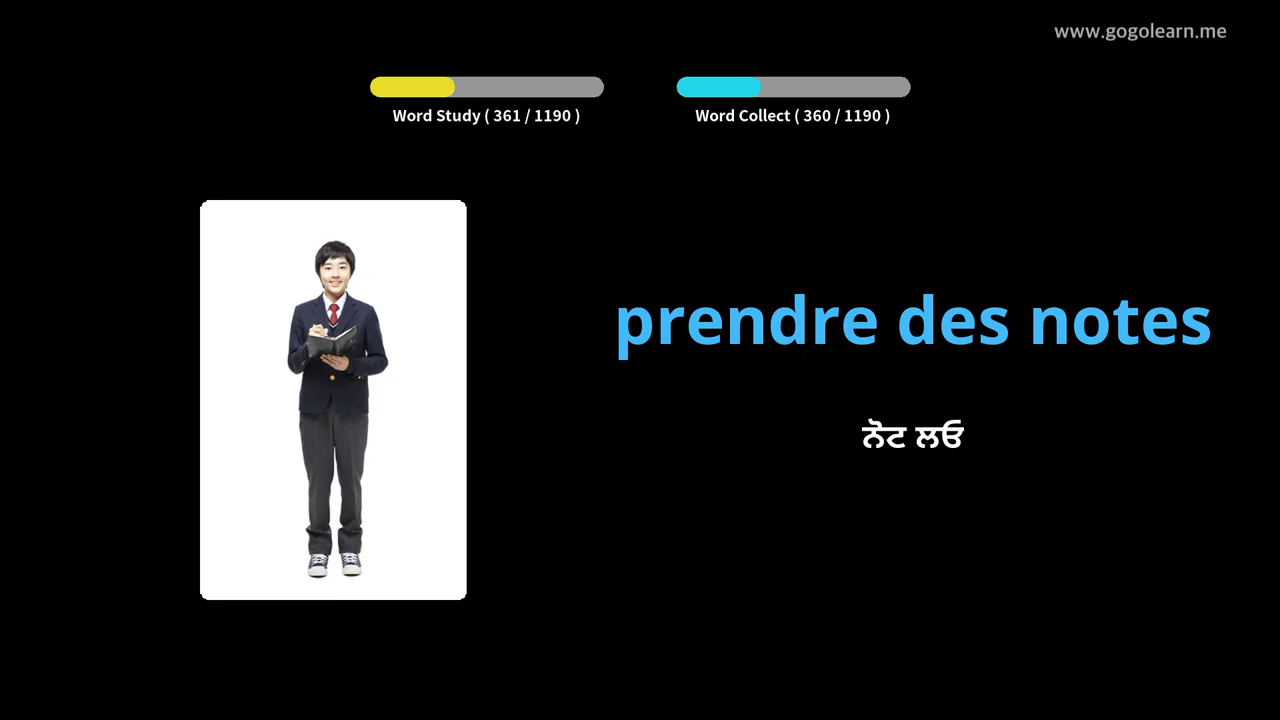 www.gogolearn.me
Word Study ( 361 / 1190 )
Word Collect ( 360 / 1190 )
prendre des notes
ਨੋਟ ਲਓ